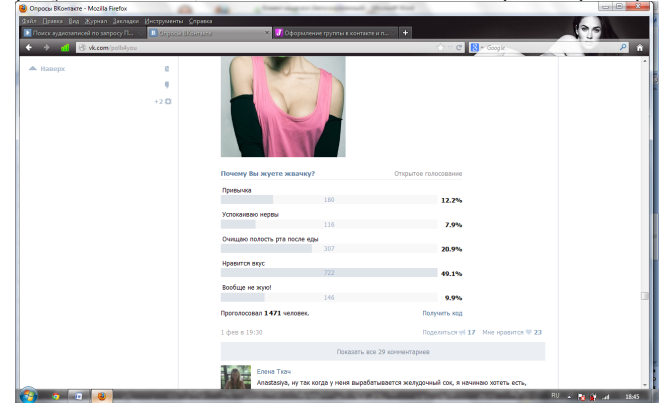 Опросы ВКонтакте - Mozilla Firefox
Файл Правка Вид Журнал Закладки Инструменты Справка
Поиск аудиозаписей по запросу П...
Опросы ВКонтакте
Оформление группы в контакте и п...
vk.com
Google
Наверх
+2
Почему Вы жуете жвачку?
Открытое голосование
Привычка
180 12.2%
Успокаиваю нервы
116 7.9%
Очищаю полость рта после еды
307 20.9%
Нравится вкус
722 49.1%
Вообще не жую!
146 9.9%
Проголосовал 1471 человек. Получить код
1 фев в 19:30 Поделиться 17 Мне нравится 23
Показать все 29 комментариев
Елена Ткач
Anastasiya, ну так когда у меня вырабатывается желудочный сок, я начинаю хотеть есть,
RU 18:45